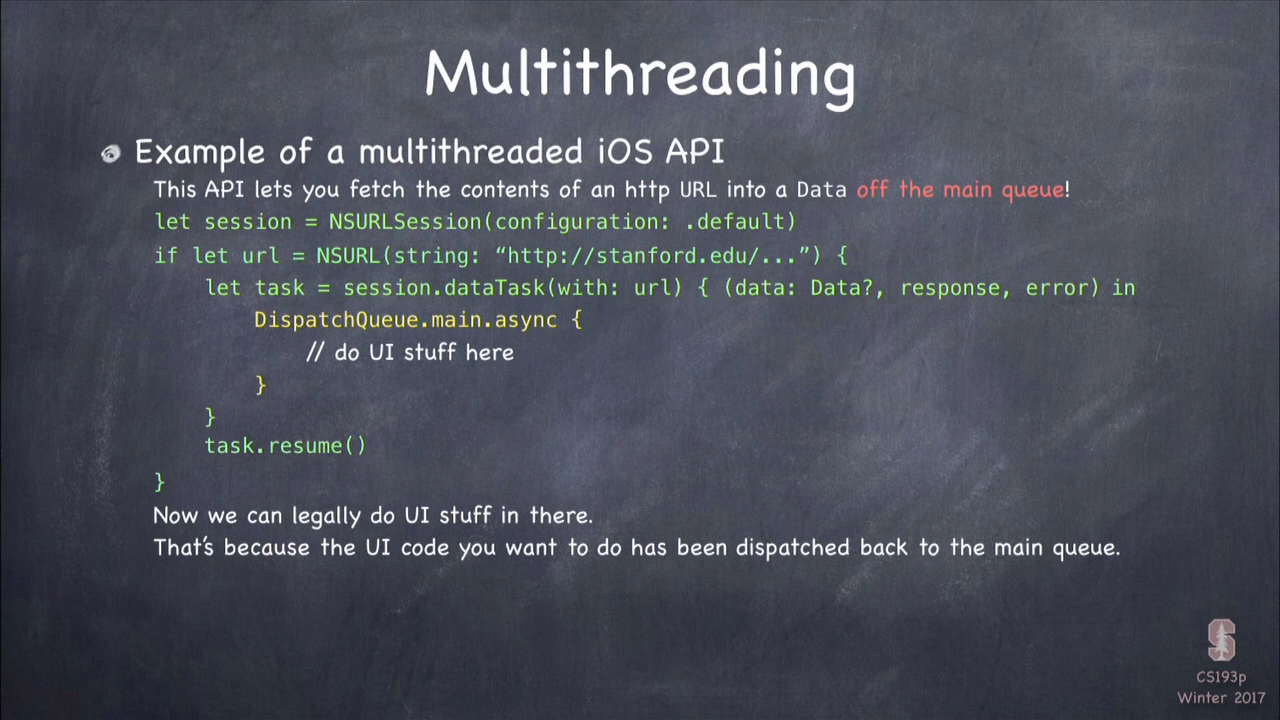 Multithreading
Example of a multithreaded iOS API
This API lets you fetch the contents of an http URL into a Data off the main queue!
let session = NSURLSession(configuration: .default)
if let url = NSURL(string: “http://stanford.edu/...”) {
let task = session.dataTask(with: url) { (data: Data?, response, error) in
DispatchQueue.main.async {
// do UI stuff here
}
}
task.resume()
}
Now we can legally do UI stuff in there.
That’s because the UI code you want to do has been dispatched back to the main queue.
S
CS193p
Winter 2017